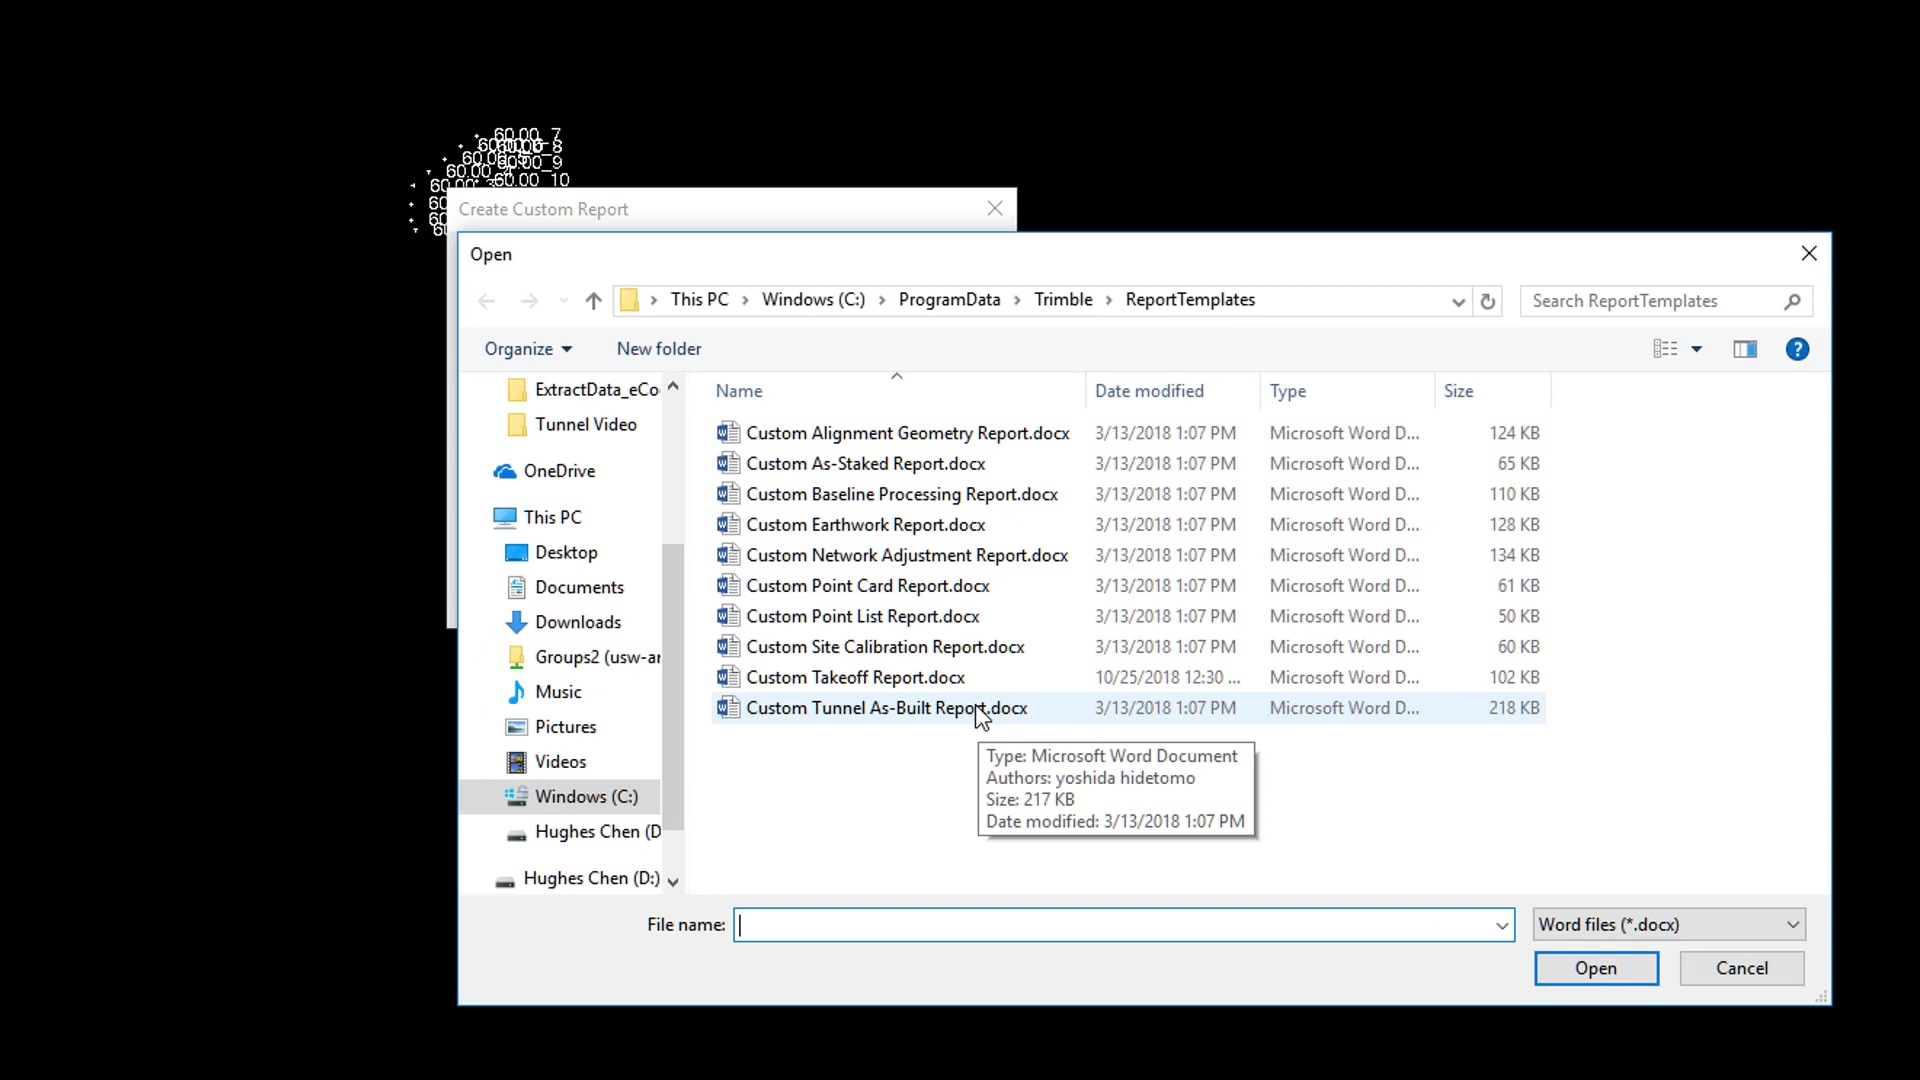 60.00_7
60.00_8
60.00_9
60.00_10
Create Custom Report
Open
This PC > Windows (C:) > ProgramData > Trimble > ReportTemplates
Search ReportTemplates
Organize
New folder
ExtractData_eCo
Tunnel Video
OneDrive
This PC
Desktop
Documents
Downloads
Groups2 (usw-ar
Music
Pictures
Videos
Windows (C:)
Hughes Chen (D
Hughes Chen (D:)
Name Date modified Type Size
Custom Alignment Geometry Report.docx 3/13/2018 1:07 PM Microsoft Word D... 124 KB
Custom As-Staked Report.docx 3/13/2018 1:07 PM Microsoft Word D... 65 KB
Custom Baseline Processing Report.docx 3/13/2018 1:07 PM Microsoft Word D... 110 KB
Custom Earthwork Report.docx 3/13/2018 1:07 PM Microsoft Word D... 128 KB
Custom Network Adjustment Report.docx 3/13/2018 1:07 PM Microsoft Word D... 134 KB
Custom Point Card Report.docx 3/13/2018 1:07 PM Microsoft Word D... 61 KB
Custom Point List Report.docx 3/13/2018 1:07 PM Microsoft Word D... 50 KB
Custom Site Calibration Report.docx 3/13/2018 1:07 PM Microsoft Word D... 60 KB
Custom Takeoff Report.docx 10/25/2018 12:30 ... Microsoft Word D... 102 KB
Custom Tunnel As-Built Report.docx 3/13/2018 1:07 PM Microsoft Word D... 218 KB
Type: Microsoft Word Document
Authors: yoshida hidetomo
Size: 217 KB
Date modified: 3/13/2018 1:07 PM
File name:
Word files (*.docx)
Open
Cancel